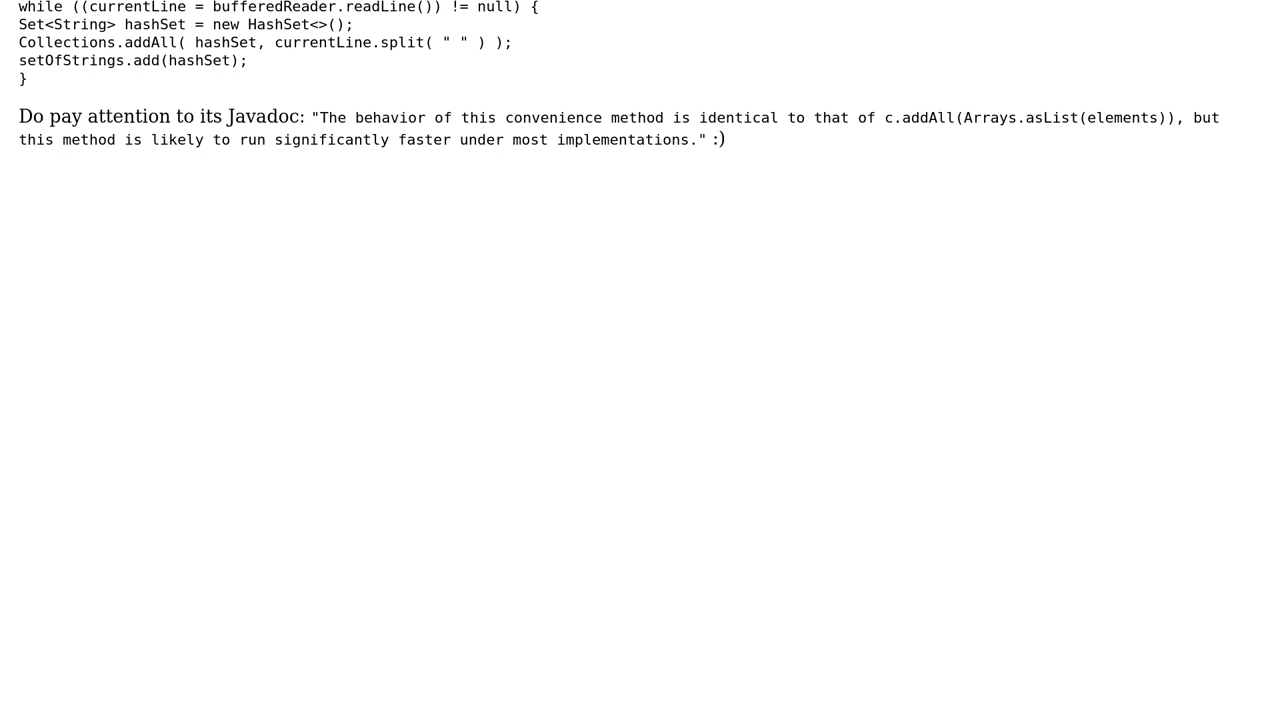 while ((currentLine = bufferedReader.readLine()) != null) {
Set<String> hashSet = new HashSet<>();
Collections.addAll( hashSet, currentLine.split( " " ) );
setOfStrings.add(hashSet);
}
Do pay attention to its Javadoc: "The behavior of this convenience method is identical to that of c.addAll(Arrays.asList(elements)), but
this method is likely to run significantly faster under most implementations." :)